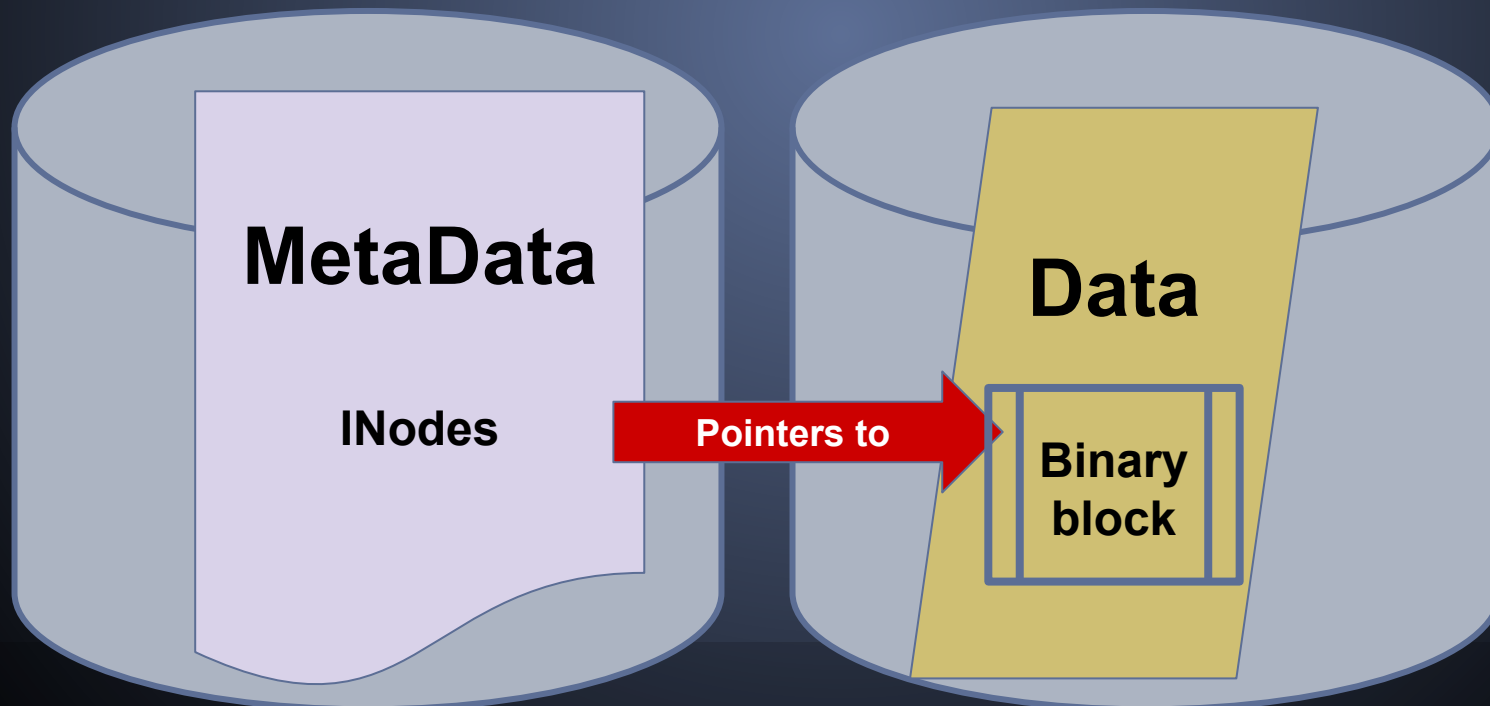 MetaData
INodes
Pointers to
Data
Binary
block